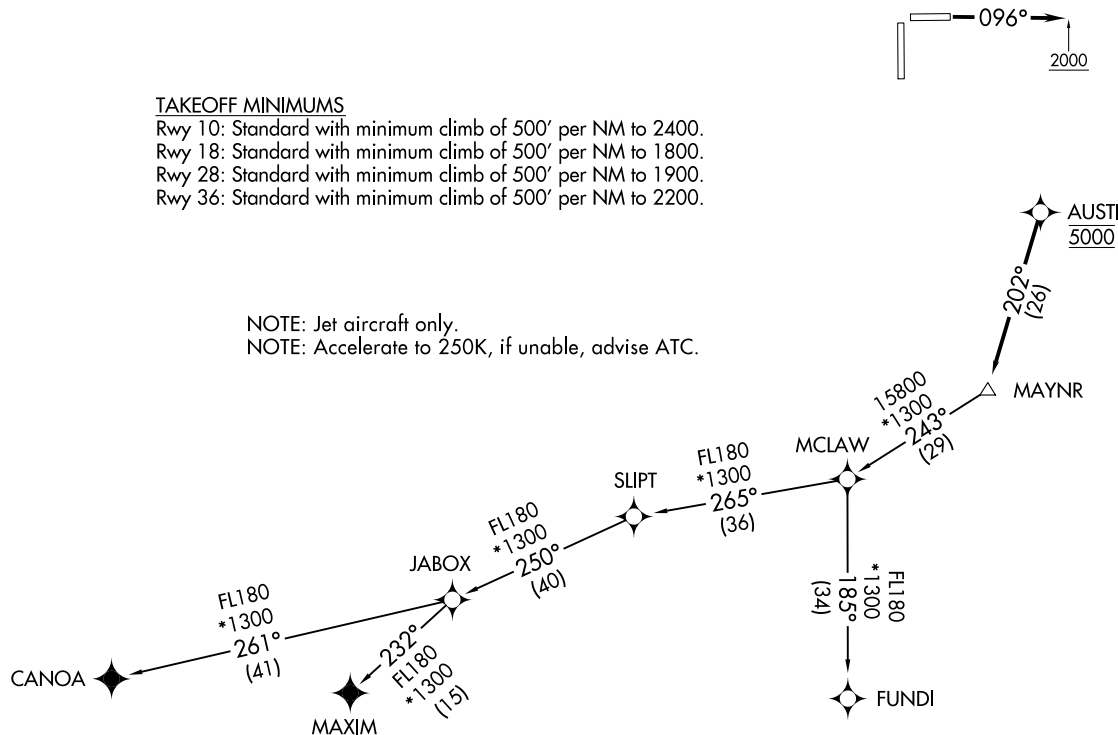 096°
2000
TAKEOFF MINIMUMS
Rwy 10: Standard with minimum climb of 500' per NM to 2400.
Rwy 18: Standard with minimum climb of 500' per NM to 1800.
Rwy 28: Standard with minimum climb of 500' per NM to 1900.
Rwy 36: Standard with minimum climb of 500' per NM to 2200.
AUSTI
5000
202°
(26)
NOTE: Jet aircraft only.
NOTE: Accelerate to 250K, if unable, advise ATC.
MAYNR
15800
*1300
243°
(29)
MCLAW
FL180
*1300
265°
(36)
SLIPT
FL180
*1300
250°
(40)
JABOX
FL180
*1300
185°
(34)
FL180
*1300
261°
(41)
232°
FL180
*1300
(15)
CANOA
MAXIM
FUNDI